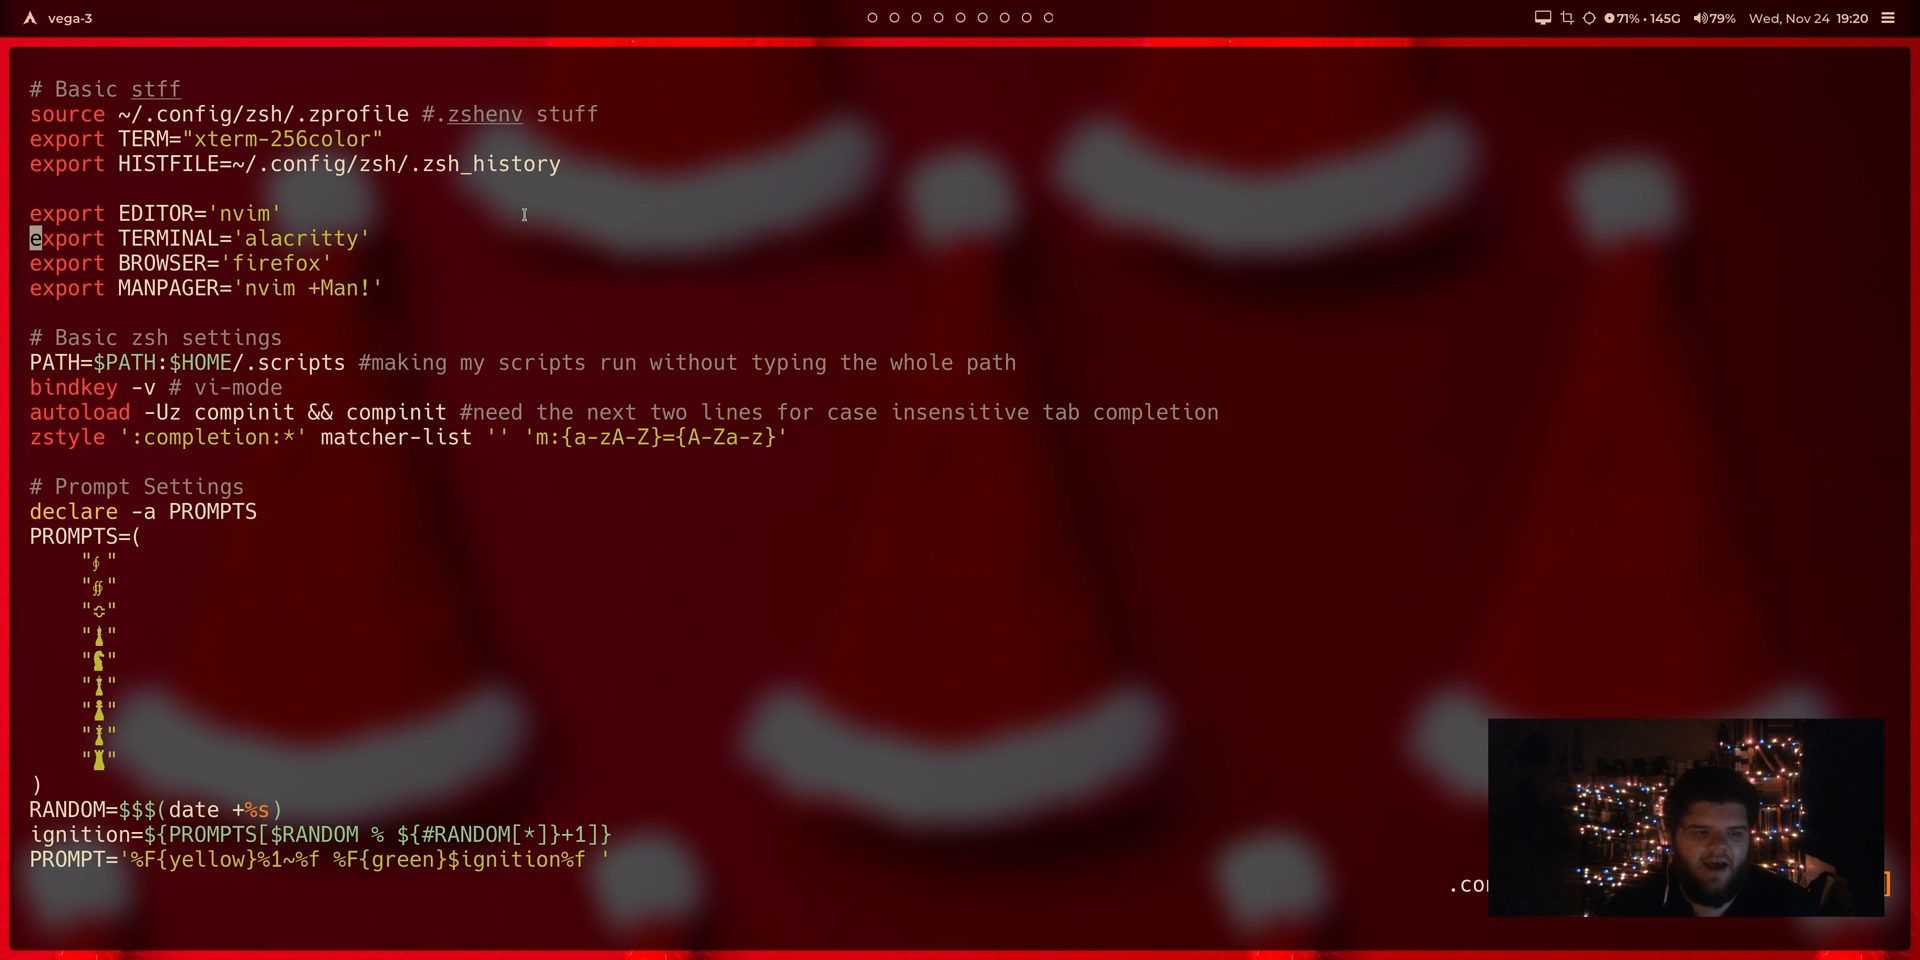 vega-3
71% • 145G 79% Wed, Nov 24 19:20
# Basic stff
source ~/.config/zsh/.zprofile #.zshenv stuff
export TERM="xterm-256color"
export HISTFILE=~/.config/zsh/.zsh_history
export EDITOR='nvim'
export TERMINAL='alacritty'
export BROWSER='firefox'
export MANPAGER='nvim +Man!'
# Basic zsh settings
PATH=$PATH:$HOME/.scripts #making my scripts run without typing the whole path
bindkey -v # vi-mode
autoload -Uz compinit && compinit #need the next two lines for case insensitive tab completion
zstyle ':completion:*' matcher-list '' 'm:{a-zA-Z}={A-Za-z}'
# Prompt Settings
declare -a PROMPTS
PROMPTS=(
"∮"
"∯"
"≎"
"♝"
"♞"
"♚"
"♟"
"♛"
"♜"
)
RANDOM=$$$(date +%s)
ignition=${PROMPTS[$RANDOM % ${#RANDOM[*]}+1]}
PROMPT='%F{yellow}%1~%f %F{green}$ignition%f '